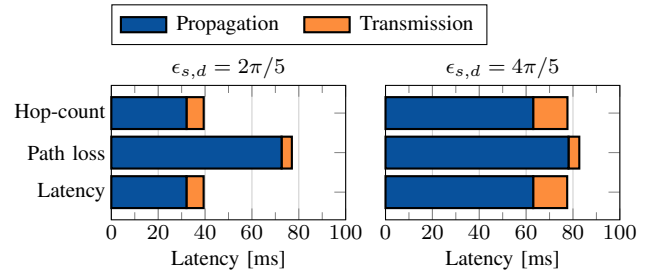 Propagation Transmission
ϵs,d = 2π/5 ϵs,d = 4π/5
Hop-count
Path loss
Latency
0 20 40 60 80 100 0 20 40 60 80 100
Latency [ms] Latency [ms]